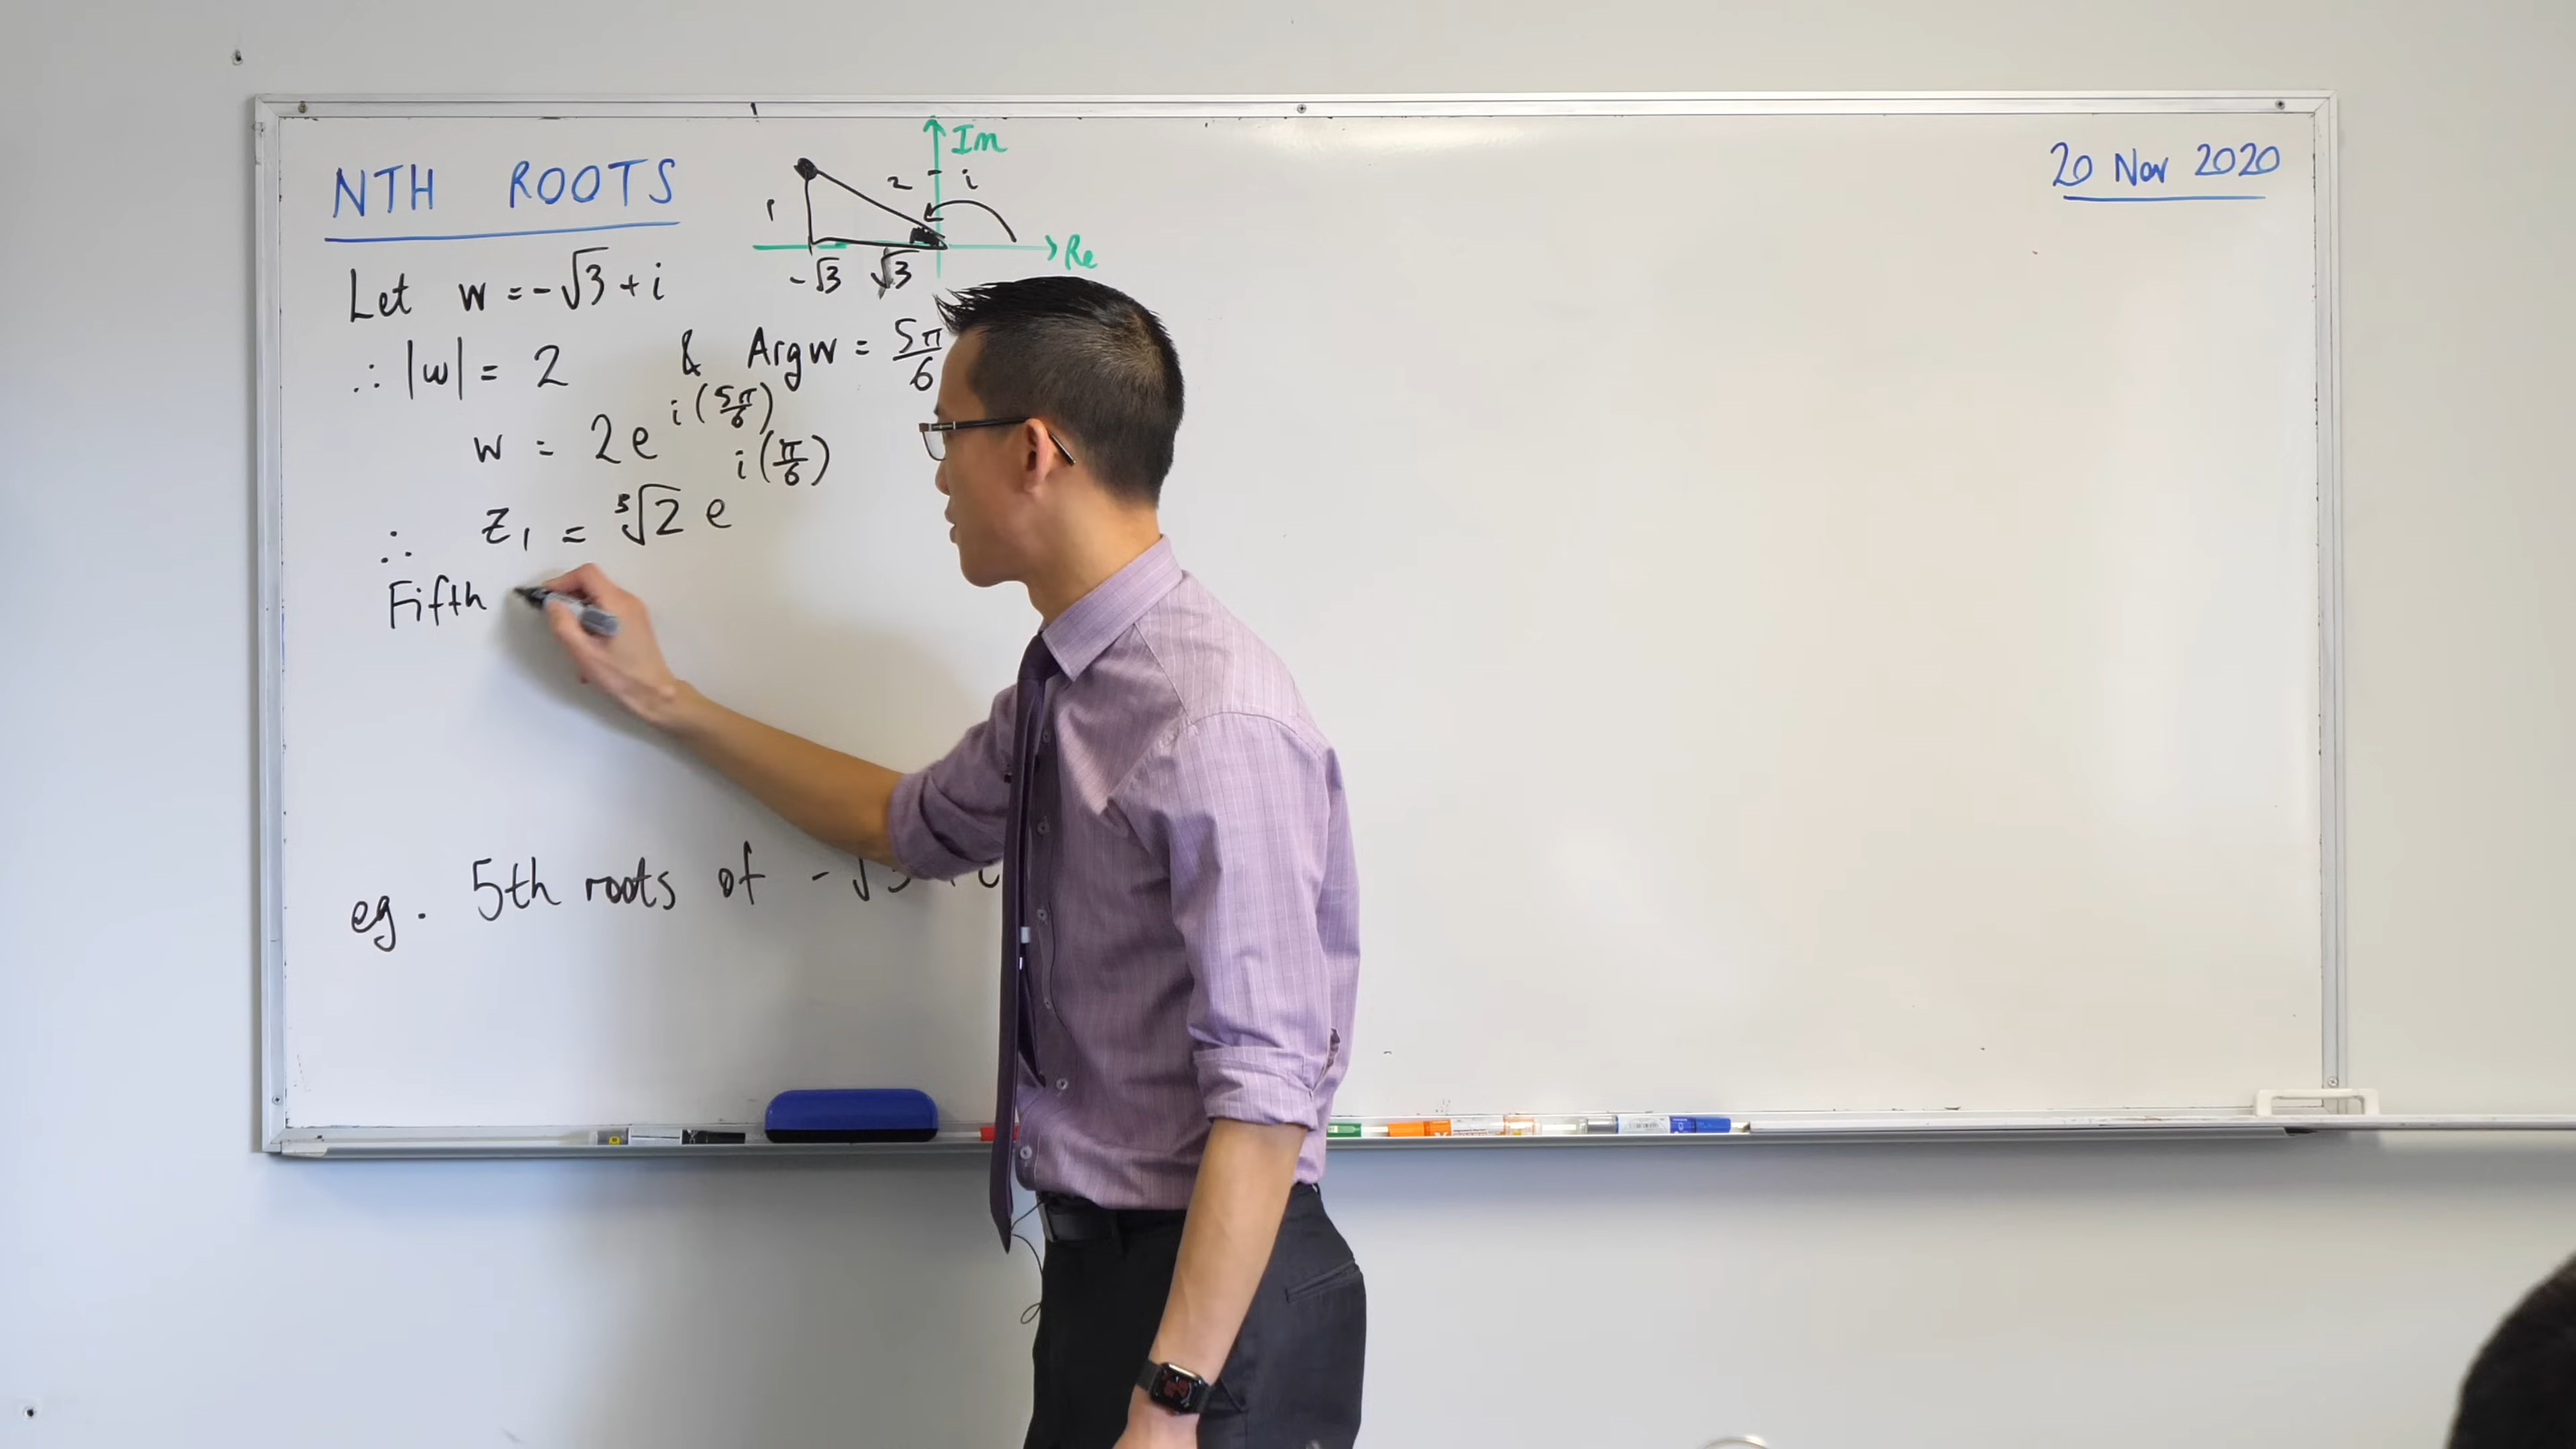 NTH ROOTS
20 Nov 2020
Im
2 i
1
Re
-√3 √3
Let w = -√3 + i
∴ |w| = 2 & Arg w = 5π/6
w = 2e^i(5π/6)
∴ z₁ = ⁵√2 e^i(π/6)
Fifth
eg. 5th roots of -√3 + i